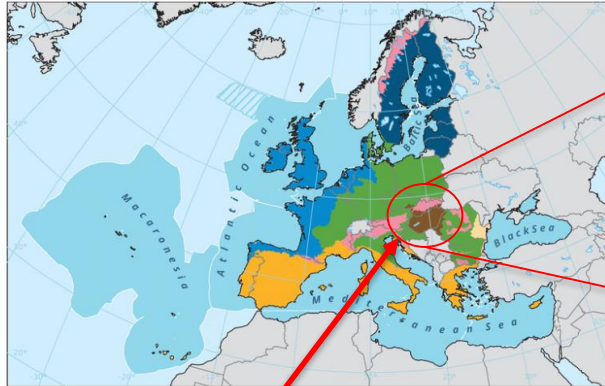 Baltic Sea
Atlantic Ocean
Macaronesia
Black Sea
Mediterranean Sea